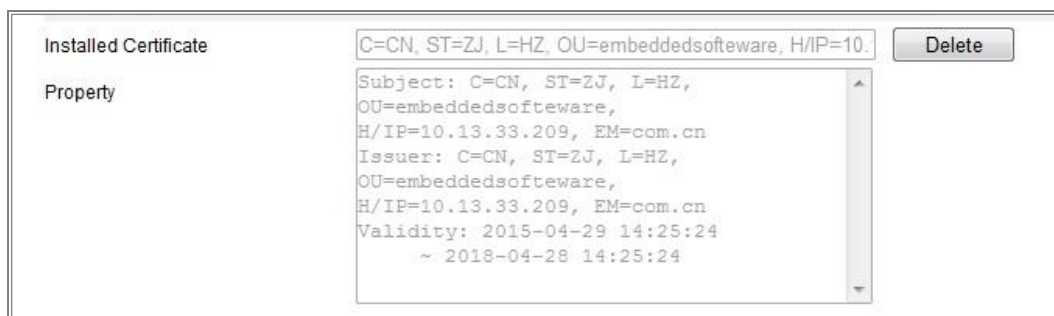 Installed Certificate C=CN, ST=ZJ, L=HZ, OU=embeddedsofteware, H/IP=10. Delete
Property
Subject: C=CN, ST=ZJ, L=HZ,
OU=embeddedsofteware,
H/IP=10.13.33.209, EM=com.cn
Issuer: C=CN, ST=ZJ, L=HZ,
OU=embeddedsofteware,
H/IP=10.13.33.209, EM=com.cn
Validity: 2015-04-29 14:25:24
~ 2018-04-28 14:25:24